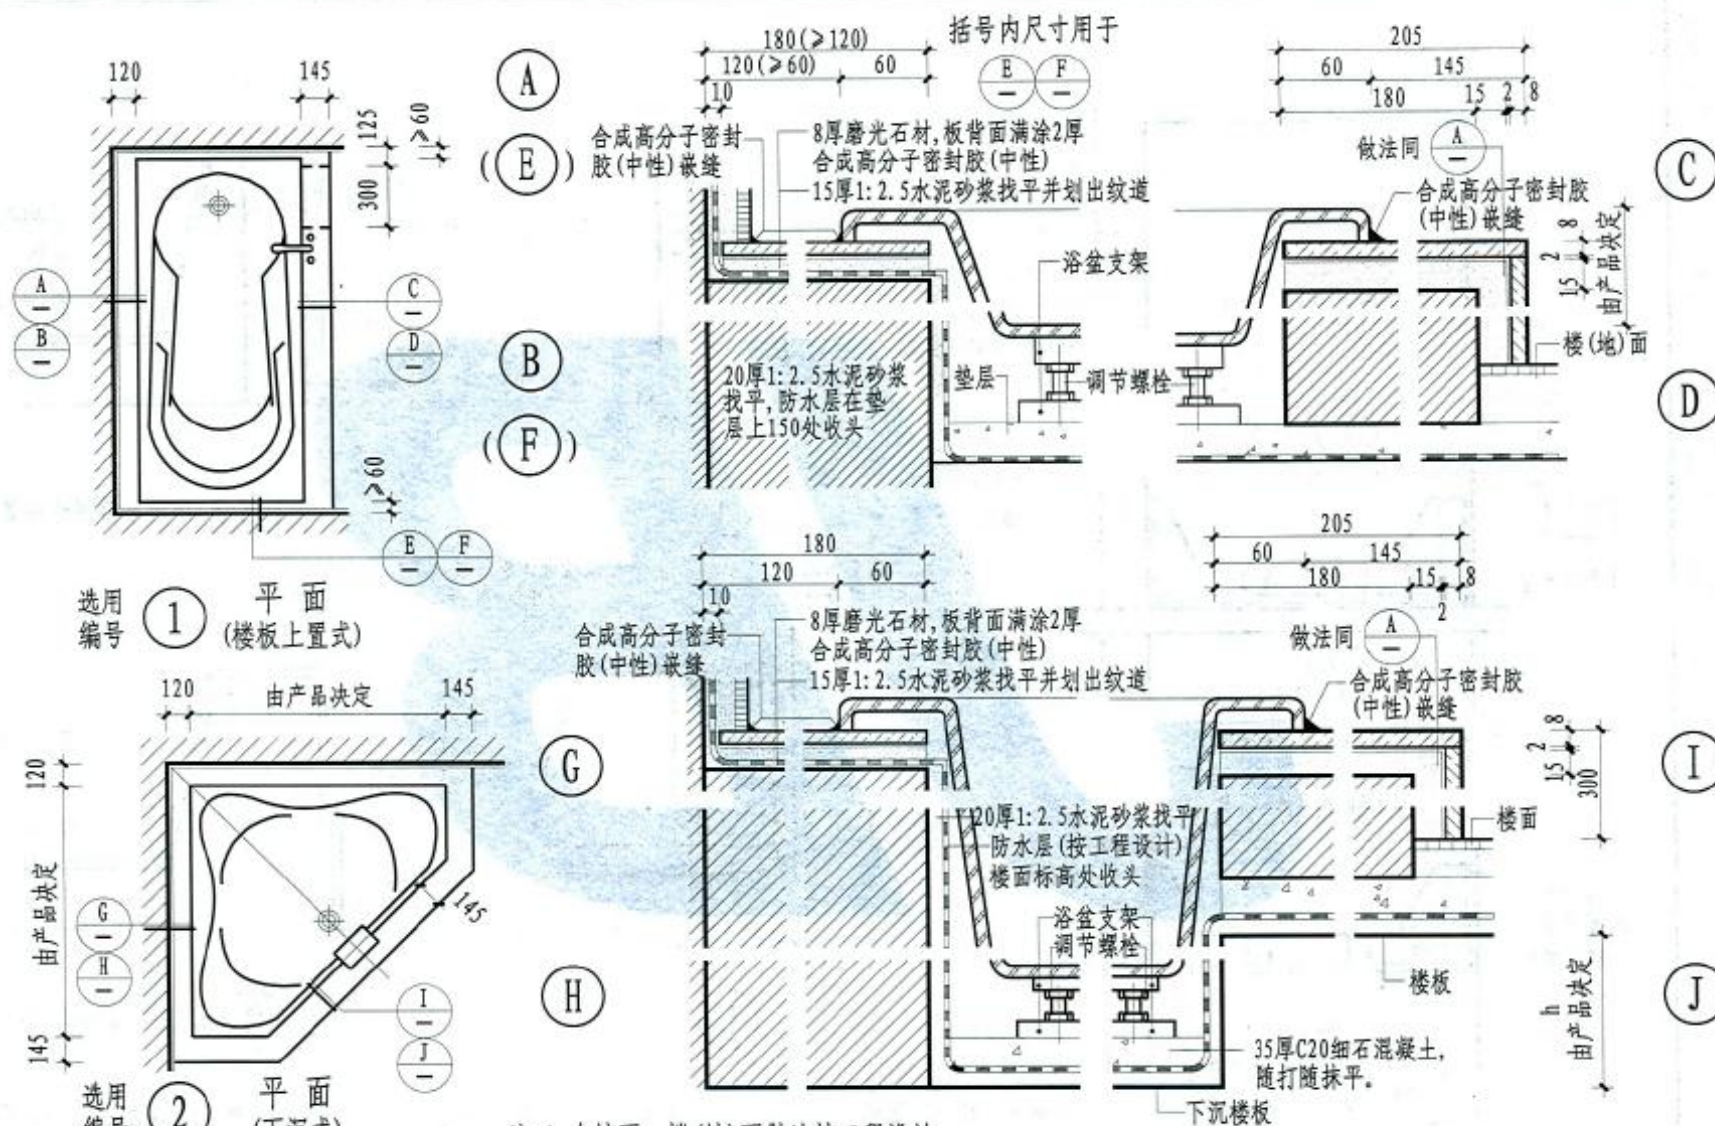 120
145
125
≥60
300
A
B
C
D
≥60
E
F
选用
编号
1
平面
(楼板上置式)
A
(E)
B
(F)
180(≥120)
120(≥60)
60
10
括号内尺寸用于
E
F
合成高分子密封
胶(中性)嵌缝
8厚磨光石材,板背面满涂2厚
合成高分子密封胶(中性)
15厚1:2.5水泥砂浆找平并划出纹道
浴盆支架
20厚1:2.5水泥砂浆
找平,防水层在垫
层上150处收头
垫层
调节螺栓
205
60
145
180
15
2
8
做法同
A
合成高分子密封胶
(中性)嵌缝
8
2
15
由产品决定
楼(地)面
C
D
120
由产品决定
145
120
由产品决定
145
145
G
H
I
J
选用
2
平面
G
H
180
120
60
10
合成高分子密封
胶(中性)嵌缝
8厚磨光石材,板背面满涂2厚
合成高分子密封胶(中性)
15厚1:2.5水泥砂浆找平并划出纹道
20厚1:2.5水泥砂浆找平
防水层(按工程设计)
楼面标高处收头
浴盆支架
调节螺栓
205
60
145
180
15
8
2
做法同
A
合成高分子密封胶
(中性)嵌缝
8
2
15
300
楼面
楼板
h
由产品决定
35厚C20细石混凝土,
随打随抹平。
下沉楼板
I
J